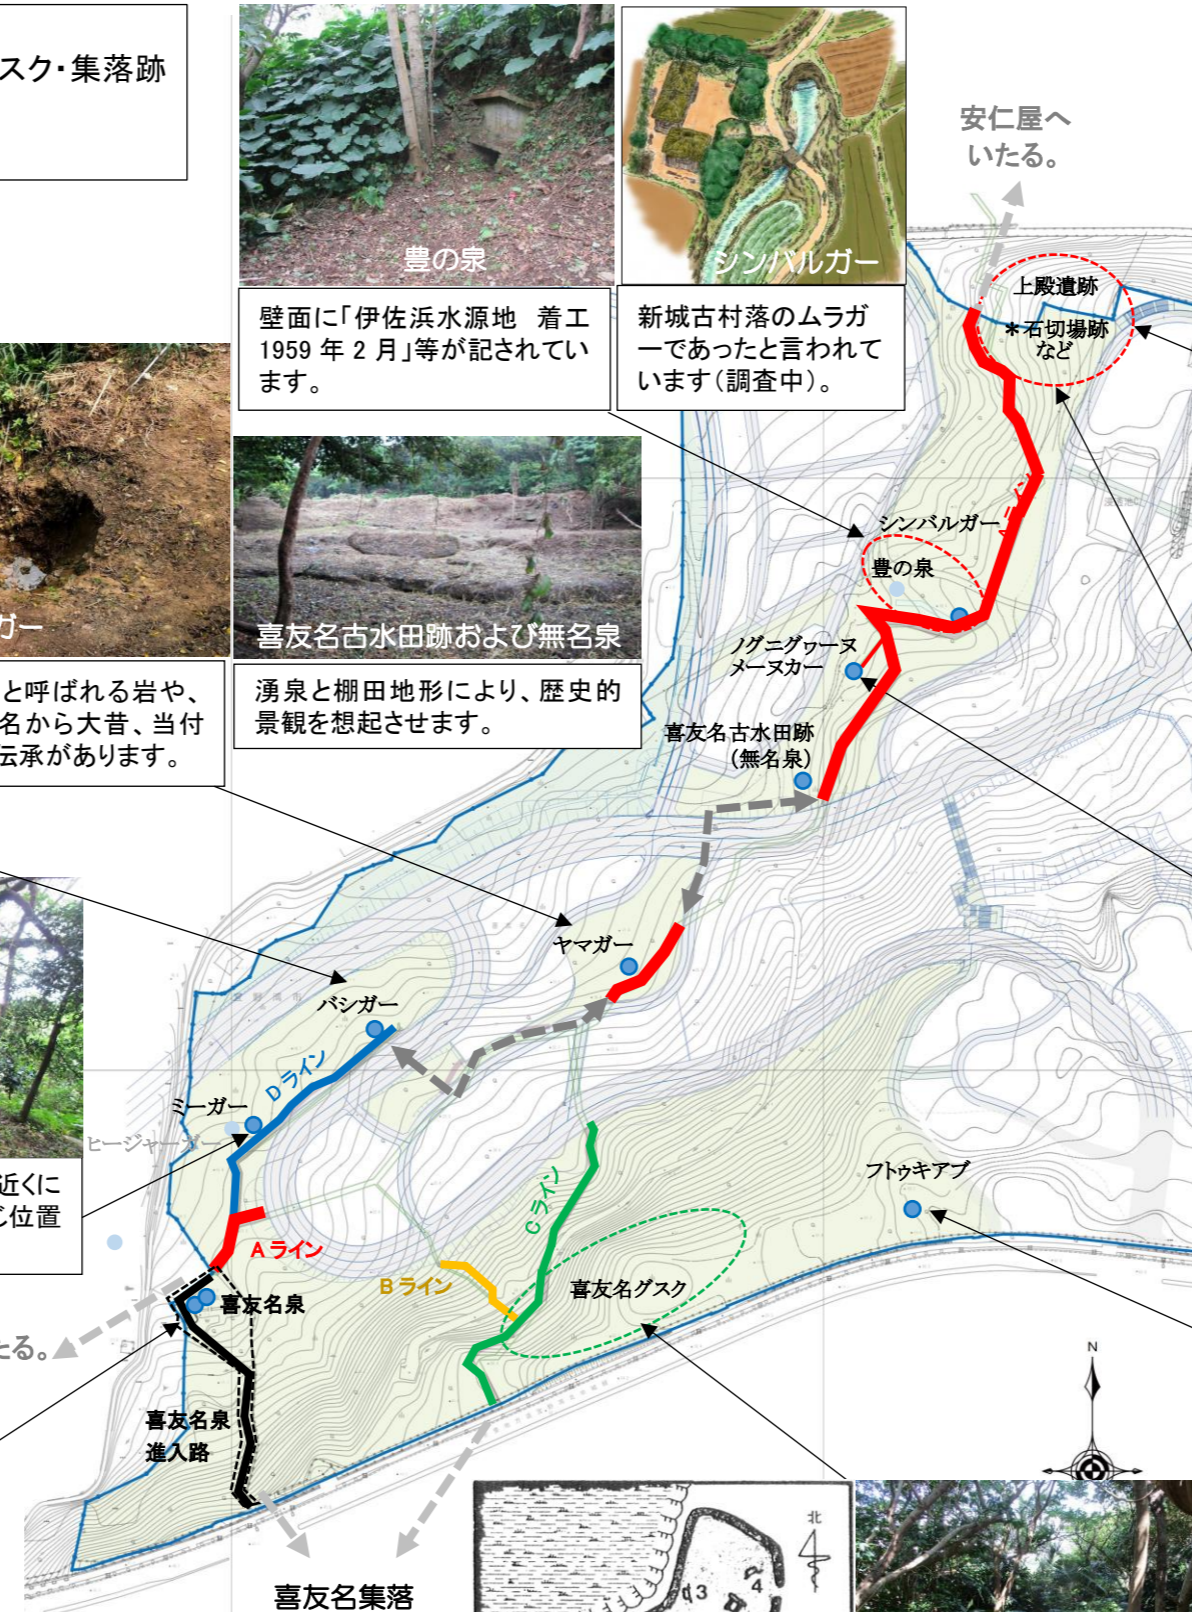 スク・集落跡
豊の泉
シンバルガー
安仁屋へ
いたる。
壁面に「伊佐浜水源地 着工
1959 年 2 月」等が記されてい
ます。
新城古村落のムラガ
ーであったと言われて
います(調査中)。
上殿遺跡
*石切場跡
など
ガー
喜友名古水田跡および無名泉
と呼ばれる岩や、
名から大昔、当付
伝承があります。
湧泉と棚田地形により、歴史的
景観を想起させます。
シンバルガー
豊の泉
ノグニグヮーヌ
メーヌカー
喜友名古水田跡
(無名泉)
ヤマガー
バシガー
Dライン
ミーガー
ヒージャーガー
近くに
じ位置
Cライン
フトゥキアブ
Aライン
Bライン
喜友名グスク
喜友名泉
たる。
喜友名泉
進入路
N
北
3
4
喜友名集落